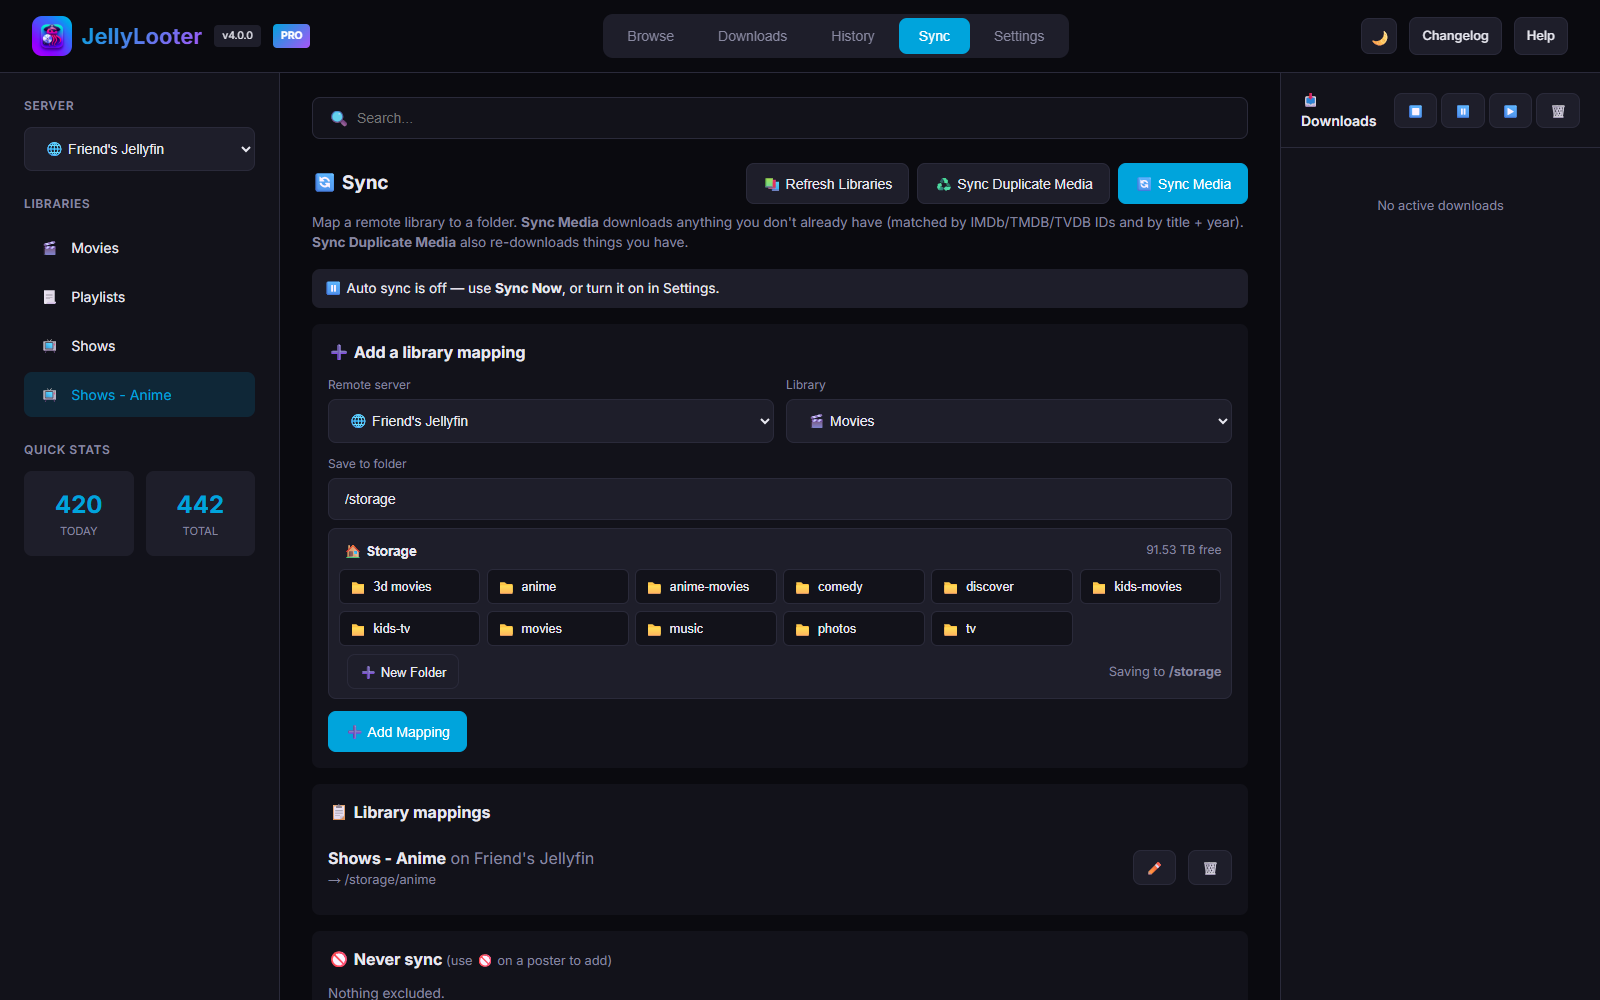 JellyLooter v4.0.0 PRO
Browse Downloads History Sync Settings
Changelog Help
SERVER
Friend's Jellyfin
LIBRARIES
Movies
Playlists
Shows
Shows - Anime
QUICK STATS
420 442
TODAY TOTAL
Search...
Sync
Refresh Libraries Sync Duplicate Media Sync Media
Map a remote library to a folder. Sync Media downloads anything you don't already have (matched by IMDb/TMDB/TVDB IDs and by title + year).
Sync Duplicate Media also re-downloads things you have.
Auto sync is off — use Sync Now, or turn it on in Settings.
Add a library mapping
Remote server Library
Friend's Jellyfin Movies
Save to folder
/storage
Storage 91.53 TB free
3d movies anime anime-movies comedy discover kids-movies
kids-tv movies music photos tv
New Folder Saving to /storage
Add Mapping
Library mappings
Shows - Anime on Friend's Jellyfin
→ /storage/anime
Never sync (use 🚫 on a poster to add)
Nothing excluded.
Downloads
No active downloads